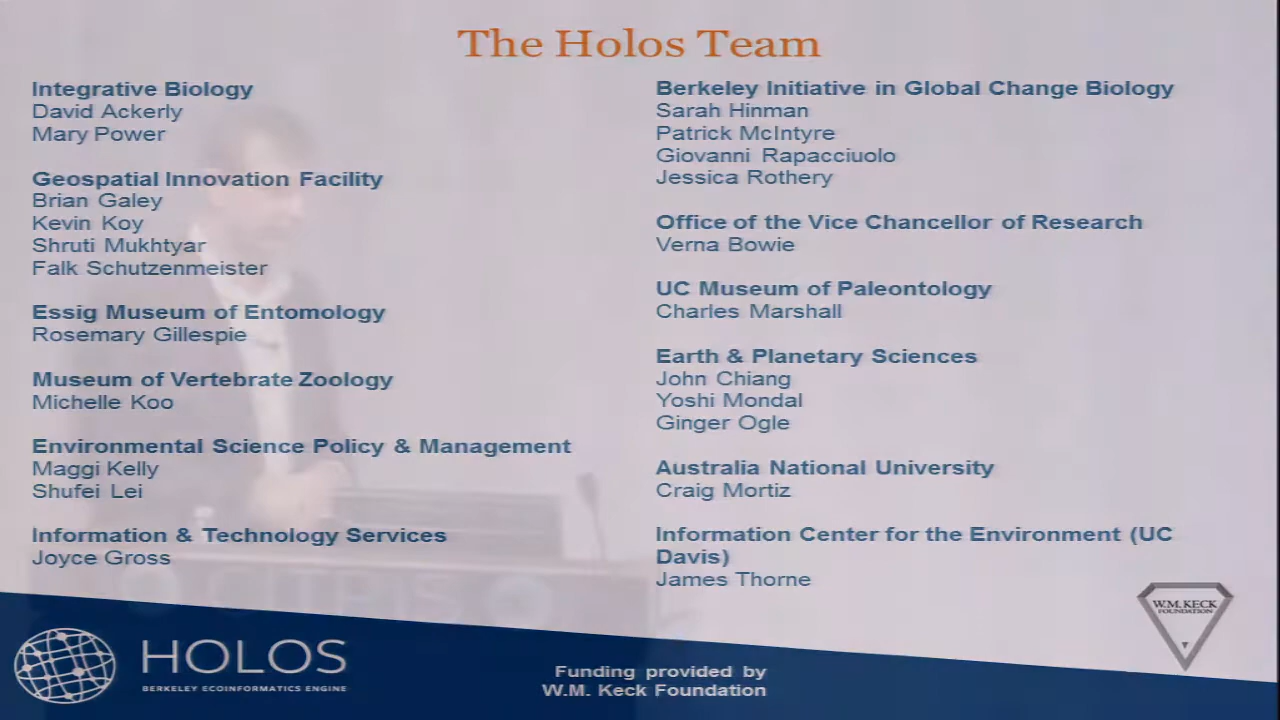 The Holos Team
Integrative Biology
David Ackerly
Mary Power
Geospatial Innovation Facility
Brian Galey
Kevin Koy
Shruti Mukhtyar
Falk Schutzenmeister
Essig Museum of Entomology
Rosemary Gillespie
Museum of Vertebrate Zoology
Michelle Koo
Environmental Science Policy & Management
Maggi Kelly
Shufei Lei
Information & Technology Services
Joyce Gross
Berkeley Initiative in Global Change Biology
Sarah Hinman
Patrick McIntyre
Giovanni Rapacciuolo
Jessica Rothery
Office of the Vice Chancellor of Research
Verna Bowie
UC Museum of Paleontology
Charles Marshall
Earth & Planetary Sciences
John Chiang
Yoshi Mondal
Ginger Ogle
Australia National University
Craig Mortiz
Information Center for the Environment (UC
Davis)
James Thorne
CITRIS
W.M. KECK
FOUNDATION
HOLOS
BERKELEY ECOINFORMATICS ENGINE
Funding provided by
W.M. Keck Foundation